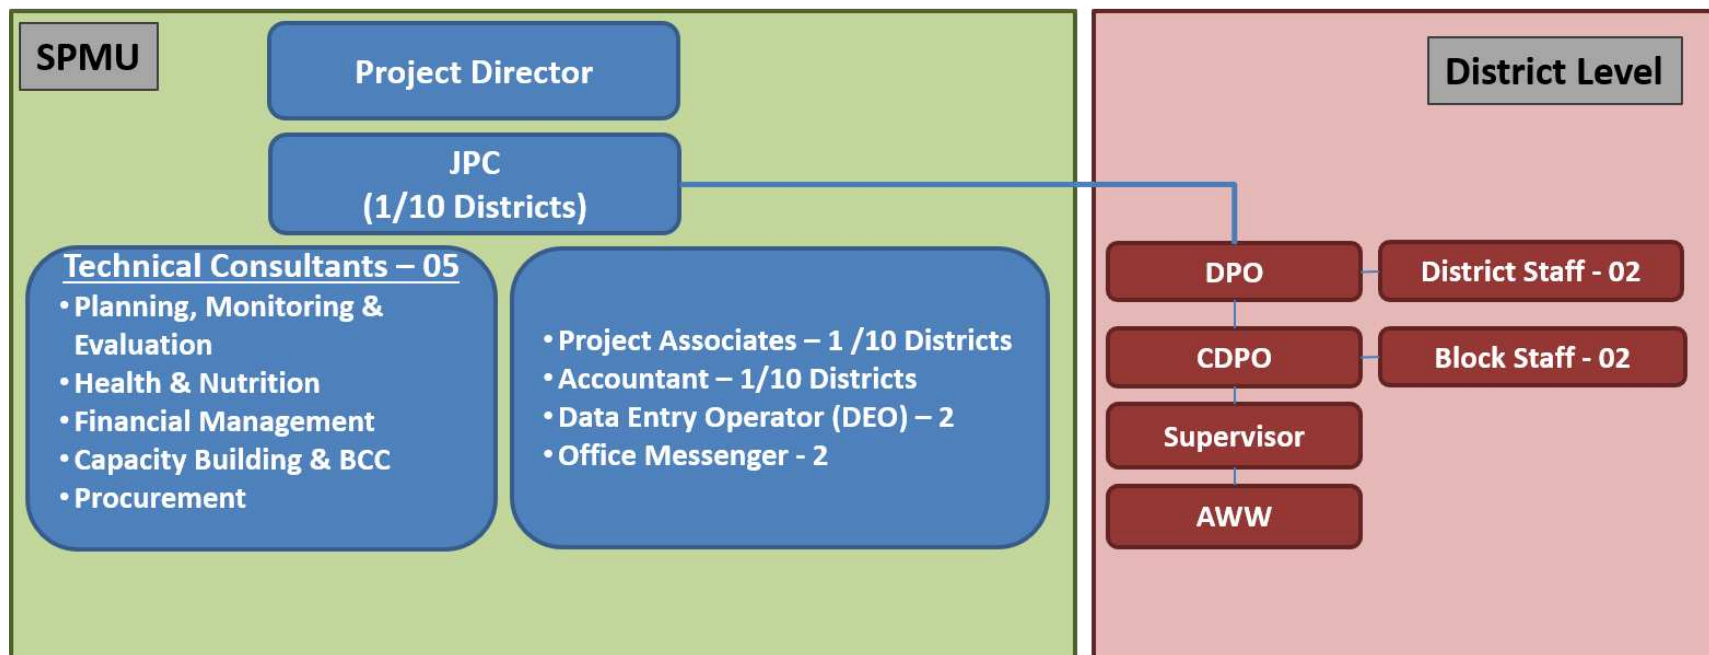 SPMU
Project Director
JPC
(1/10 Districts)
Technical Consultants – 05
• Planning, Monitoring &
Evaluation
• Health & Nutrition
• Financial Management
• Capacity Building & BCC
• Procurement
• Project Associates – 1 /10 Districts
• Accountant – 1/10 Districts
• Data Entry Operator (DEO) – 2
• Office Messenger - 2
District Level
DPO
District Staff - 02
CDPO
Block Staff - 02
Supervisor
AWW